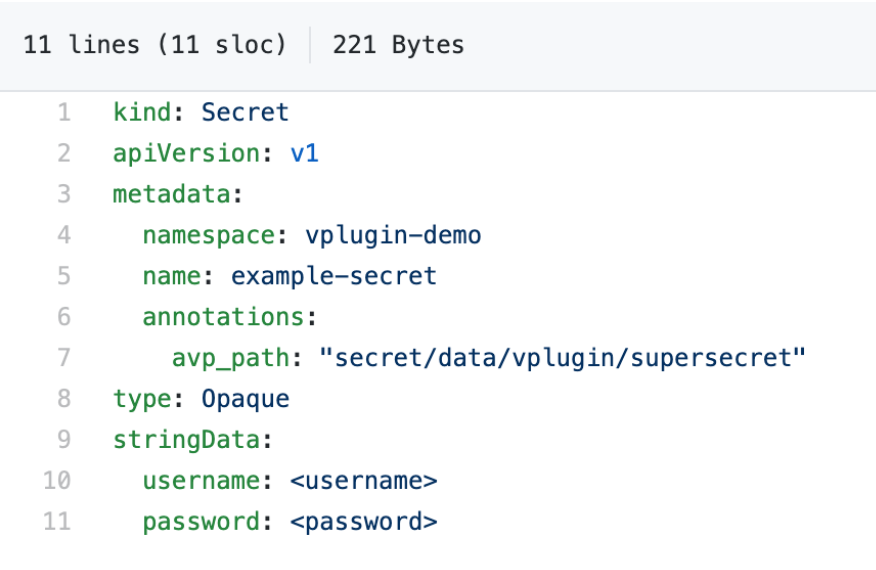 11 lines (11 sloc) 221 Bytes
1 kind: Secret
2 apiVersion: v1
3 metadata:
4 namespace: vplugin-demo
5 name: example-secret
6 annotations:
7 avp_path: "secret/data/vplugin/supersecret"
8 type: Opaque
9 stringData:
10 username: <username>
11 password: <password>